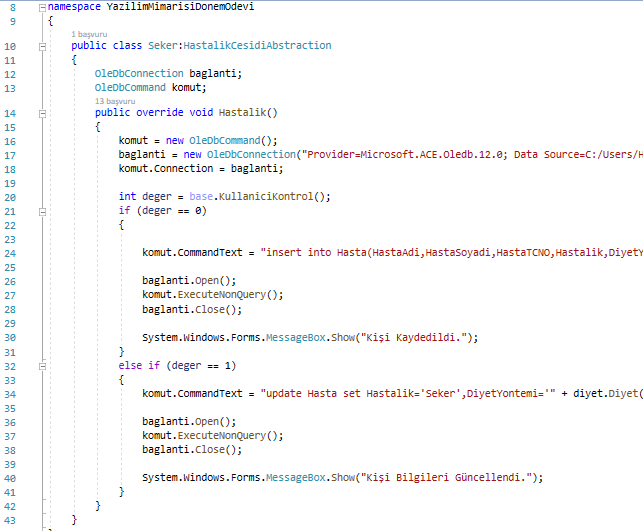 8 namespace YazilimMimarisiDonemOdevi
9 {
1 başvuru
10 public class Seker:HastalikCesidiAbstraction
11 {
12 OleDbConnection baglanti;
13 OleDbCommand komut;
13 başvuru
14 public override void Hastalik()
15 {
16 komut = new OleDbCommand();
17 baglanti = new OleDbConnection("Provider=Microsoft.ACE.Oledb.12.0; Data Source=C:/Users/H
18 komut.Connection = baglanti;
19
20 int deger = base.KullaniciKontrol();
21 if (deger == 0)
22 {
23
24 komut.CommandText = "insert into Hasta(HastaAdi,HastaSoyadi,HastaTCNO,Hastalik,DiyetY
25
26 baglanti.Open();
27 komut.ExecuteNonQuery();
28 baglanti.Close();
29
30 System.Windows.Forms.MessageBox.Show("Kişi Kaydedildi.");
31 }
32 else if (deger == 1)
33 {
34 komut.CommandText = "update Hasta set Hastalik='Seker',DiyetYontemi='" + diyet.Diyet(
35
36 baglanti.Open();
37 komut.ExecuteNonQuery();
38 baglanti.Close();
39
40 System.Windows.Forms.MessageBox.Show("Kişi Bilgileri Güncellendi.");
41 }
42 }
43 }